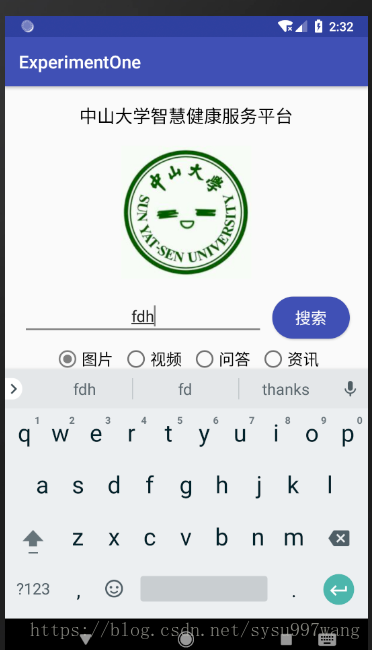 2:32
ExperimentOne
中山大学智慧健康服务平台
中山大學
SUN YAT-SEN UNIVERSITY
fdh 搜索
图片 视频 问答 资讯
fdh fd thanks
1 2 3 4 5 6 7 8 9 0
q w e r t y u i o p
a s d f g h j k l
z x c v b n m
?123 , .
https://blog.csdn.net/sysu997wang